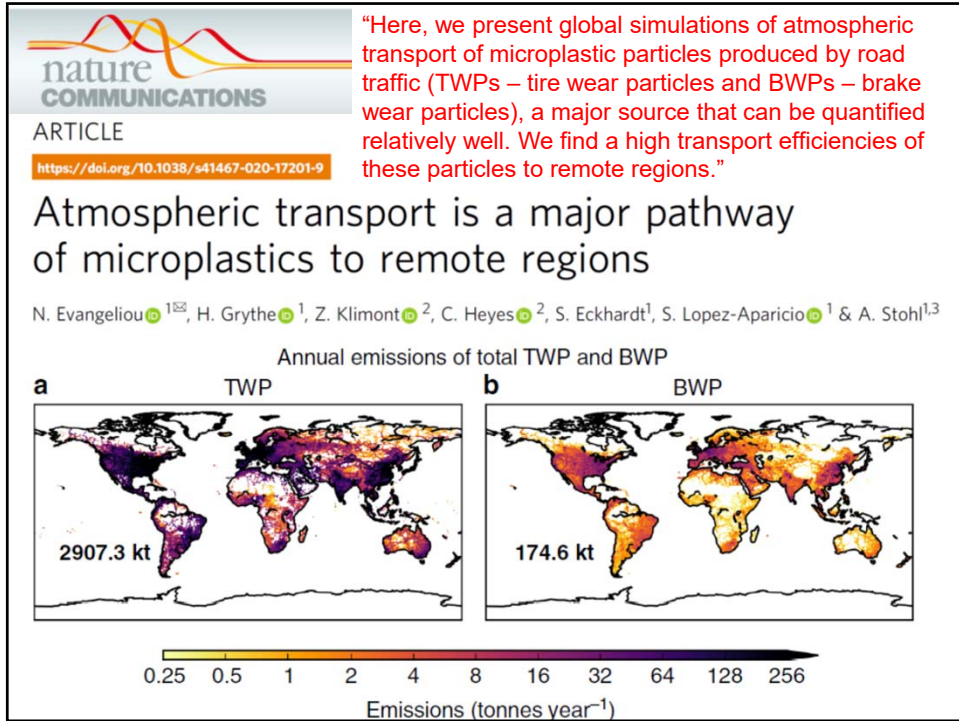 nature
COMMUNICATIONS
“Here, we present global simulations of atmospheric
transport of microplastic particles produced by road
traffic (TWPs – tire wear particles and BWPs – brake
wear particles), a major source that can be quantified
relatively well. We find a high transport efficiencies of
these particles to remote regions.”
ARTICLE
https://doi.org/10.1038/s41467-020-17201-9
Atmospheric transport is a major pathway
of microplastics to remote regions
N. Evangeliou iD 1✉, H. Grythe iD 1, Z. Klimont iD 2, C. Heyes iD 2, S. Eckhardt1, S. Lopez-Aparicio iD 1 & A. Stohl1,3
Annual emissions of total TWP and BWP
a TWP
b BWP
2907.3 kt
174.6 kt
0.25 0.5 1 2 4 8 16 32 64 128 256
Emissions (tonnes year⁻¹)